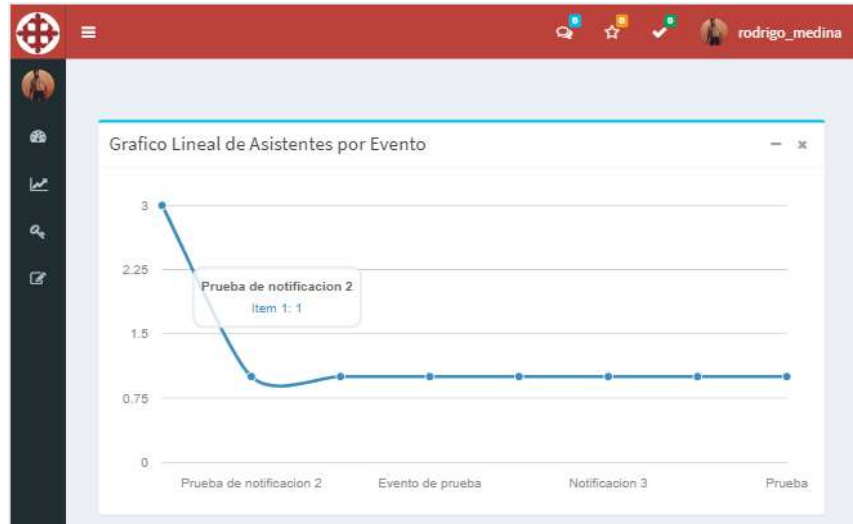 rodrigo_medina
Grafico Lineal de Asistentes por Evento
3
2.25
Prueba de notificacion 2
Item 1: 1
1.5
0.75
0
Prueba de notificacion 2 Evento de prueba Notificacion 3 Prueba